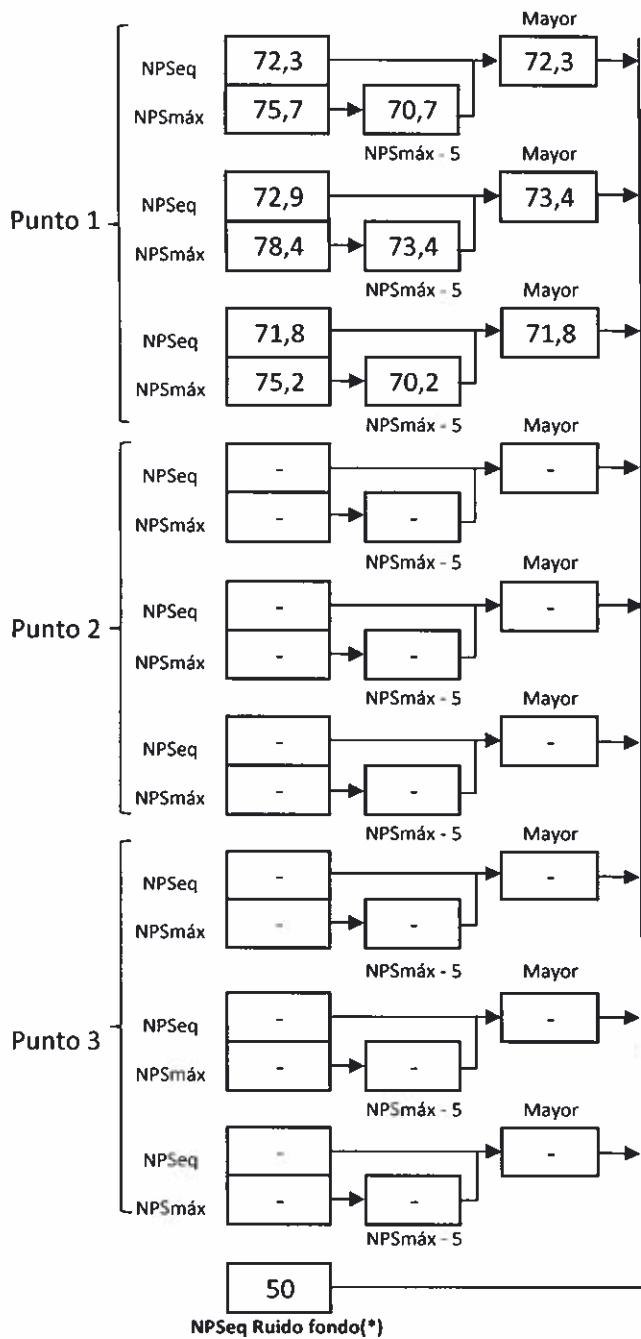 Mayor
NPSeq 72,3 72,3
NPSmáx 75,7 70,7
NPSmáx - 5
Mayor
NPSeq 72,9 73,4
Punto 1
NPSmáx 78,4 73,4
NPSmáx - 5
Mayor
NPSeq 71,8 71,8
NPSmáx 75,2 70,2
NPSmáx - 5
Mayor
NPSeq - -
NPSmáx - -
NPSmáx - 5
Mayor
NPSeq - -
Punto 2
NPSmáx - -
NPSmáx - 5
Mayor
NPSeq - -
NPSmáx - -
NPSmáx - 5
Mayor
NPSeq - -
NPSmáx - -
NPSmáx - 5
Mayor
NPSeq - -
Punto 3
NPSmáx - -
NPSmáx - 5
Mayor
NPSeq - -
NPSmáx - -
NPSmáx - 5
50
NPSeq Ruido fondo(*)